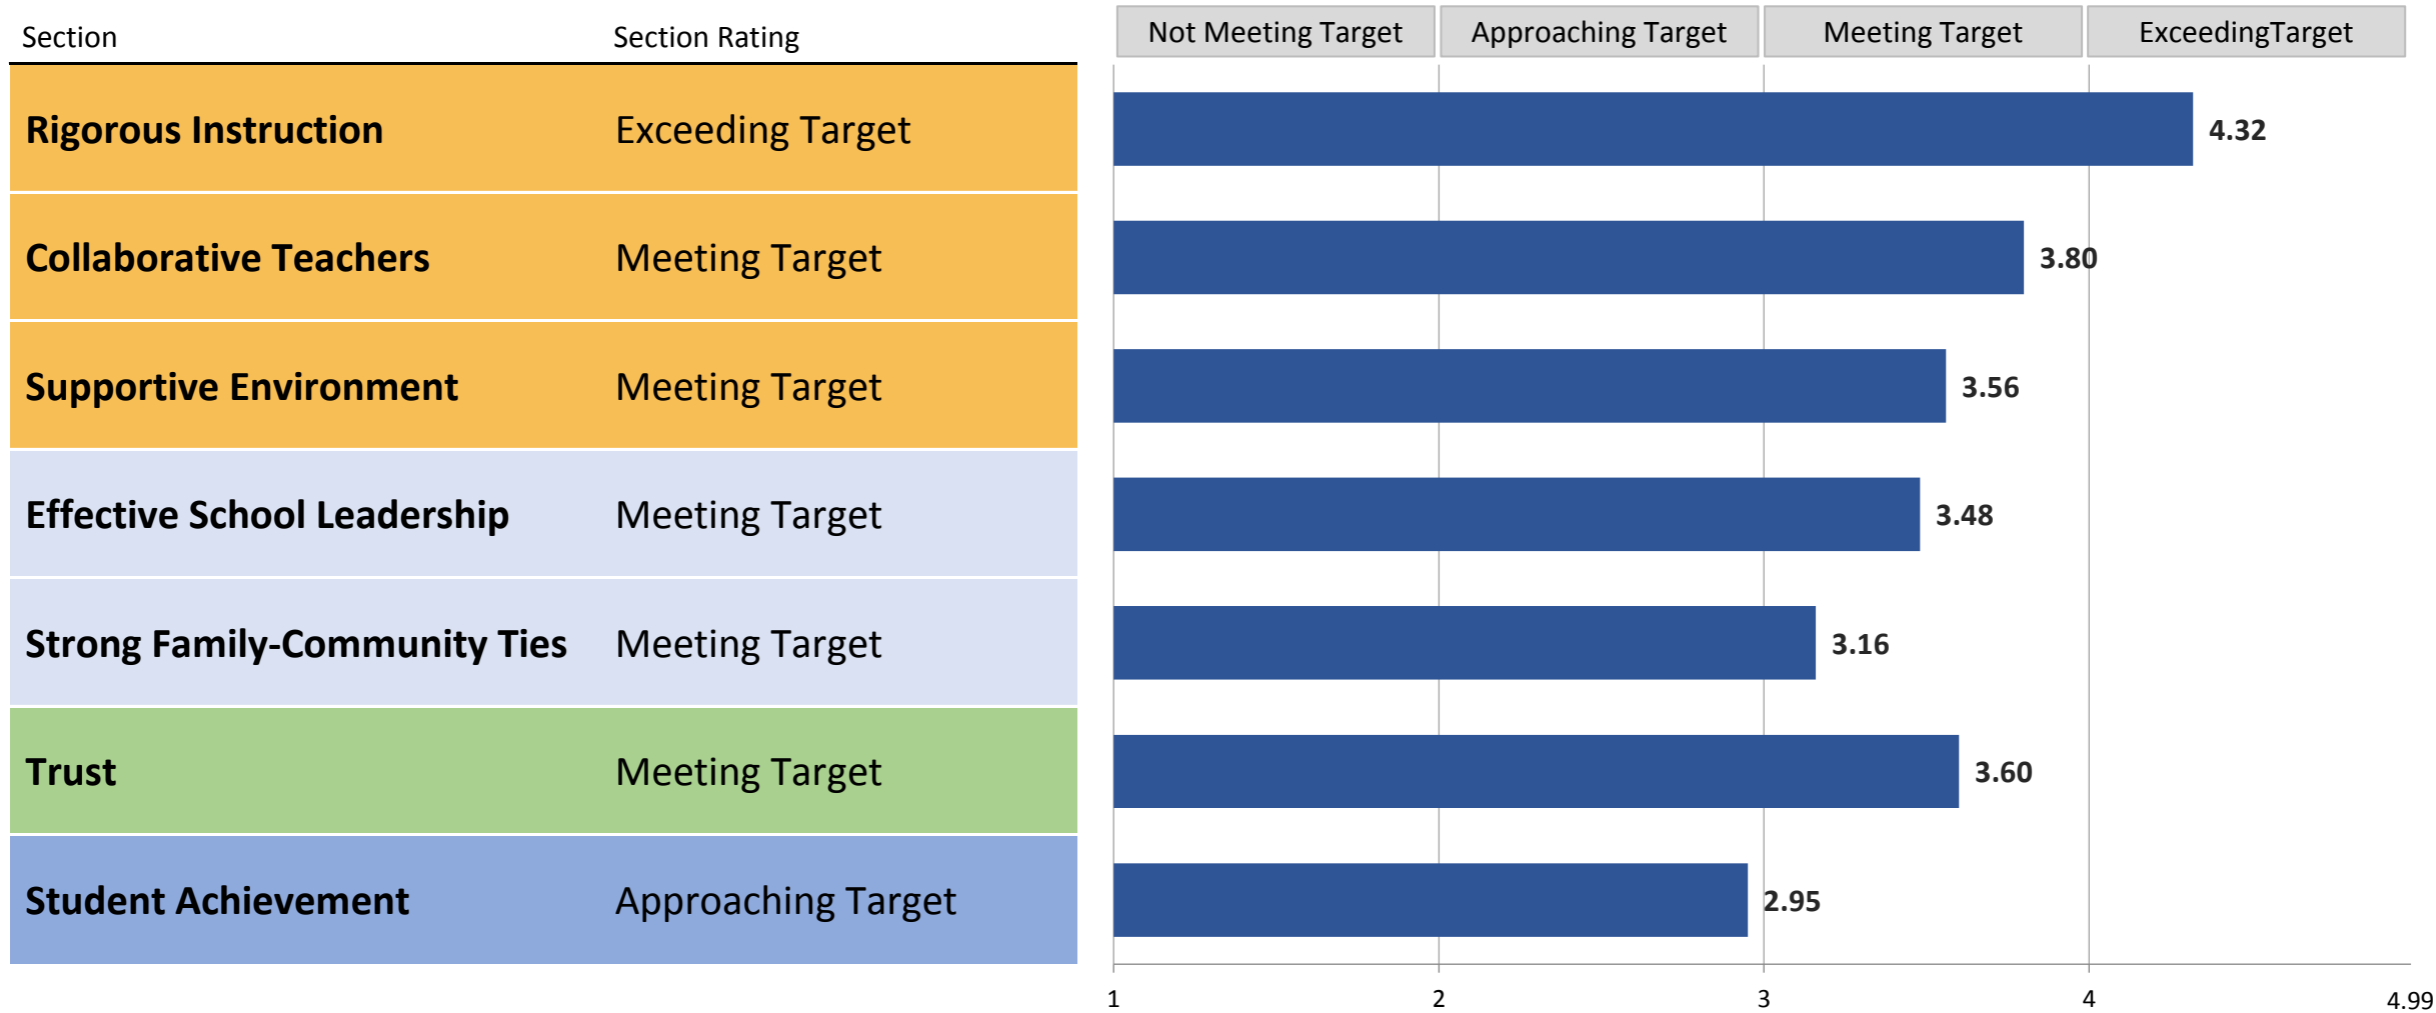 Section Section Rating Not Meeting Target Approaching Target Meeting Target ExceedingTarget
Rigorous Instruction Exceeding Target 4.32
Collaborative Teachers Meeting Target 3.80
Supportive Environment Meeting Target 3.56
Effective School Leadership Meeting Target 3.48
Strong Family-Community Ties Meeting Target 3.16
Trust Meeting Target 3.60
Student Achievement Approaching Target 2.95
1 2 3 4 4.99